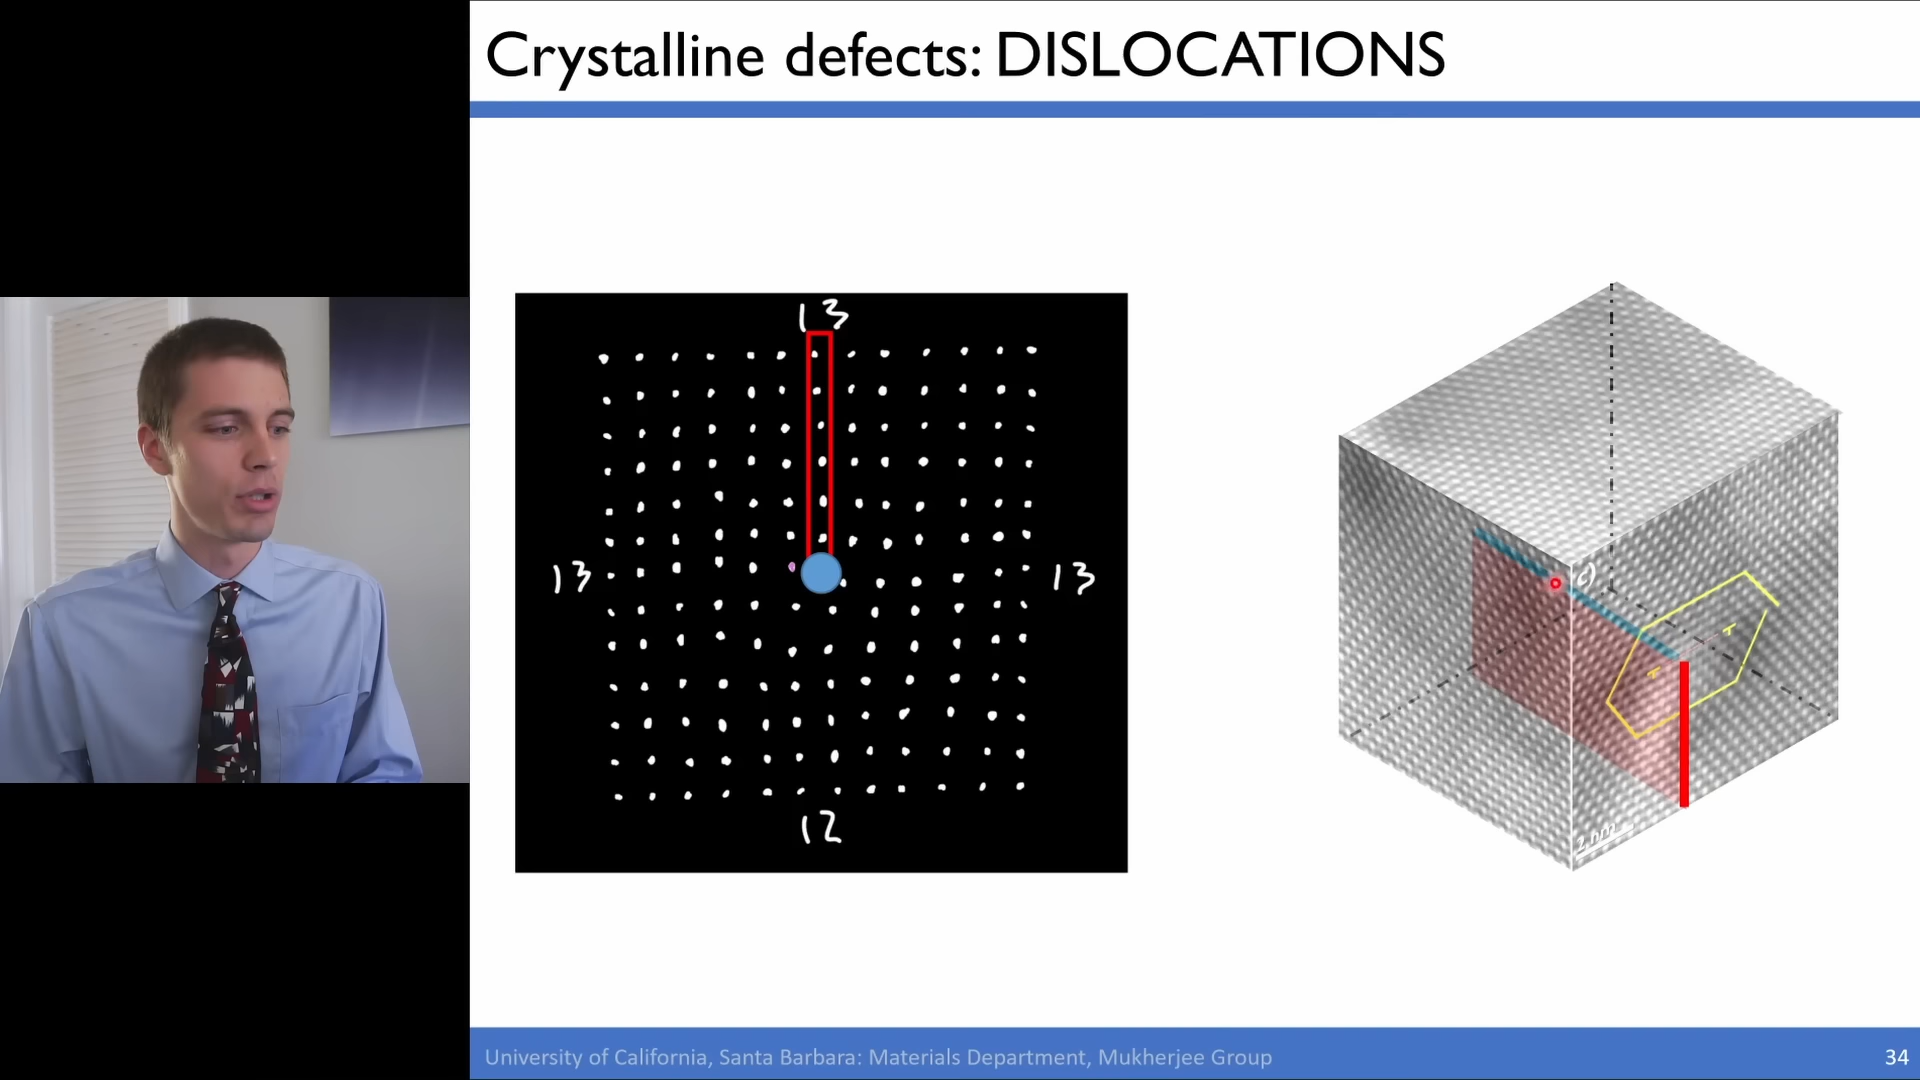 Crystalline defects: DISLOCATIONS
13
13
13
12
c)
2 nm
University of California, Santa Barbara: Materials Department, Mukherjee Group
34